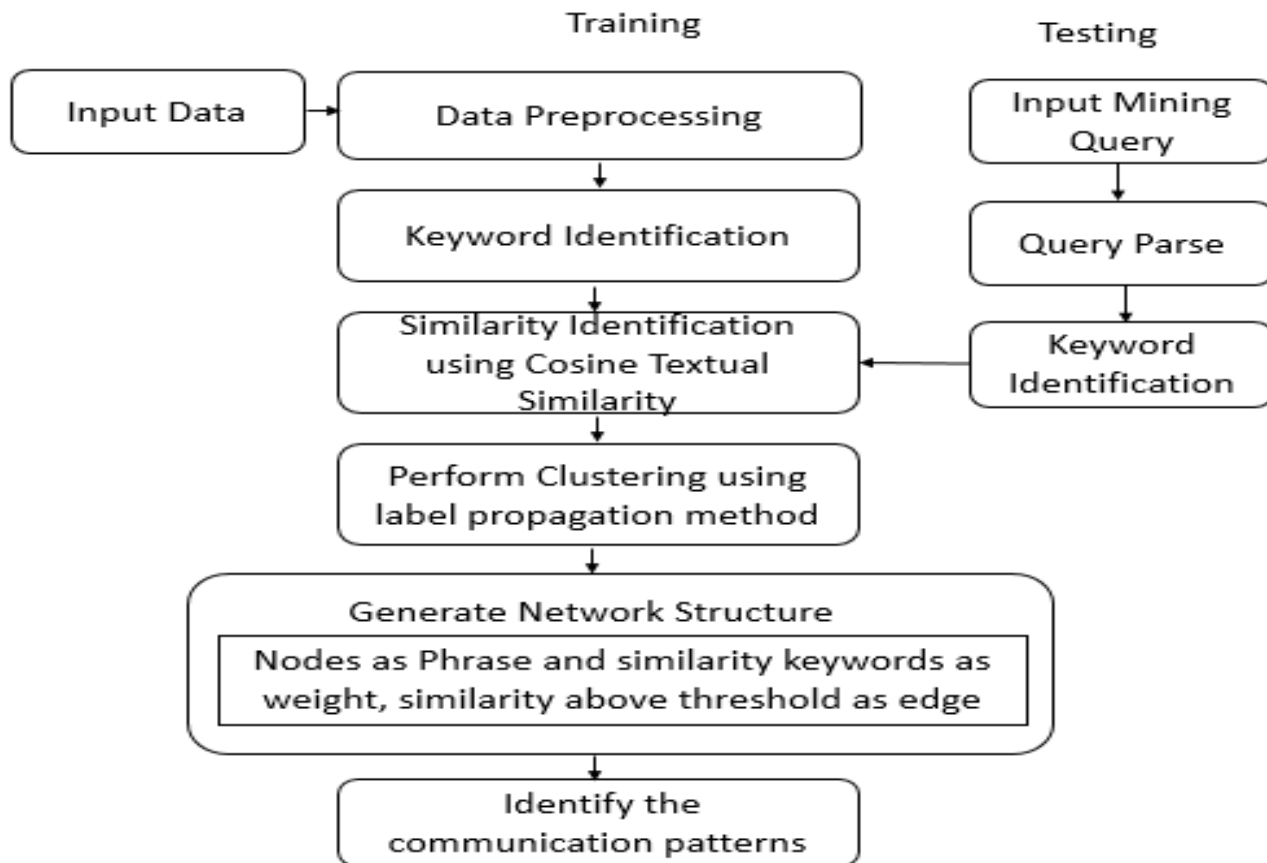 Training
Testing
Input Data
Data Preprocessing
Input Mining
Query
Keyword Identification
Query Parse
Similarity Identification
using Cosine Textual
Similarity
Keyword
Identification
Perform Clustering using
label propagation method
Generate Network Structure
Nodes as Phrase and similarity keywords as
weight, similarity above threshold as edge
Identify the
communication patterns